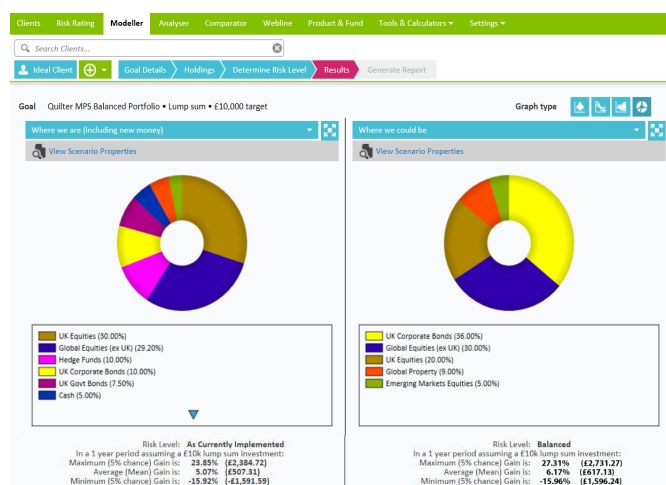 Clients Risk Rating Modeller Analyser Comparator Webline Product & Fund Tools & Calculators Settings
Search Clients...
Ideal Client Goal Details Holdings Determine Risk Level Results Generate Report
Goal Quilter MPS Balanced Portfolio • Lump sum • £10,000 target Graph type
Where we are (including new money)
View Scenario Properties
UK Equities (30.00%)
Global Equities (ex UK) (29.20%)
Hedge Funds (10.00%)
UK Corporate Bonds (10.00%)
UK Govt Bonds (7.50%)
Cash (5.00%)
Risk Level: As Currently Implemented
In a 1 year period assuming a £10k lump sum investment:
Maximum (5% chance) Gain is: 23.85% (£2,384.72)
Average (Mean) Gain is: 5.07% (£507.31)
Minimum (5% chance) Gain is: -15.92% (-£1,591.59)
Where we could be
View Scenario Properties
UK Corporate Bonds (36.00%)
Global Equities (ex UK) (30.00%)
UK Equities (20.00%)
Global Property (9.00%)
Emerging Markets Equities (5.00%)
Risk Level: Balanced
In a 1 year period assuming a £10k lump sum investment:
Maximum (5% chance) Gain is: 27.31% (£2,731.27)
Average (Mean) Gain is: 6.17% (£617.13)
Minimum (5% chance) Gain is: -15.96% (£1,596.24)